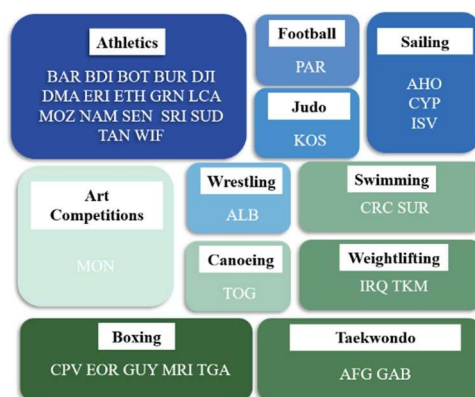 Athletics
BAR BDI BOT BUR DJI
DMA ERI ETH GRN LCA
MOZ NAM SEN SRI SUD
TAN WIF
Football
PAR
Sailing
AHO
CYP
ISV
Judo
KOS
Art
Competitions
MON
Wrestling
ALB
Swimming
CRC SUR
Canoeing
TOG
Weightlifting
IRQ TKM
Boxing
CPV EOR GUY MRI TGA
Taekwondo
AFG GAB